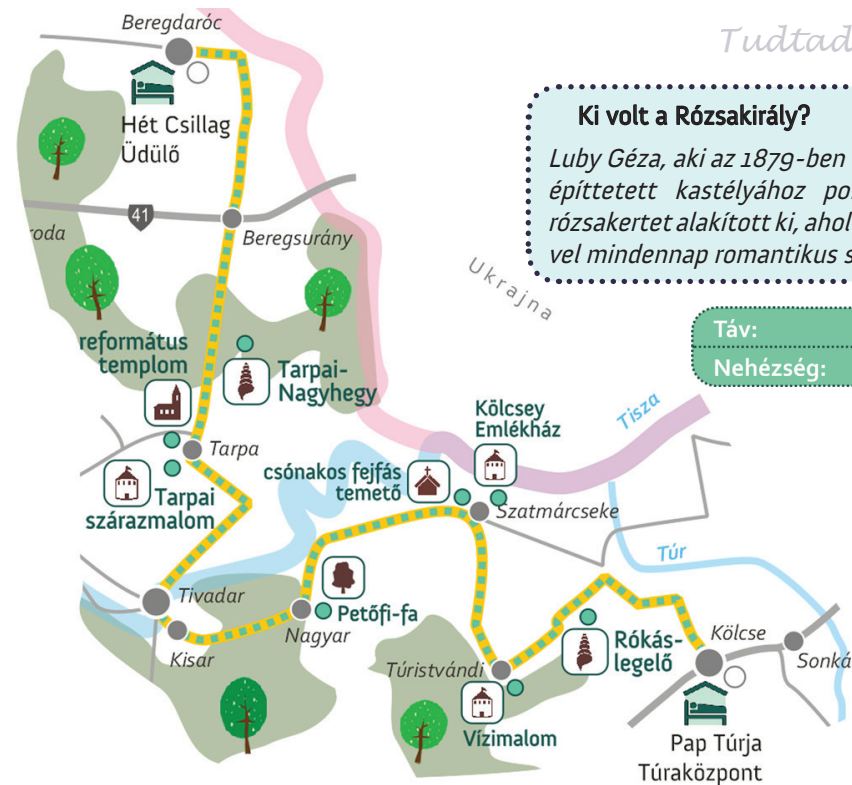 Beregdaróc
Tudtad
Hét Csillag
Üdülő
Ki volt a Rózsakirály?
Luby Géza, aki az 1879-ben
építtetett kastélyához
rózsakertet alakított ki, ahol
vel mindennap romantikus
41
Beregsurány
Ukrajna
református
templom
Tarpai-
Nagyhegy
Táv:
Nehézség:
Tisza
Kölcsey
Emlékház
Tarpa
csónakos fejfás
temető
Tarpai
szárazmalom
Szatmárcseke
Túr
Tivadar
Petőfi-fa
Nagyar
Kisar
Rókás-
legelő
Kölcse
Túristvándi
Vízimalom
Pap Túrja
Túraközpont